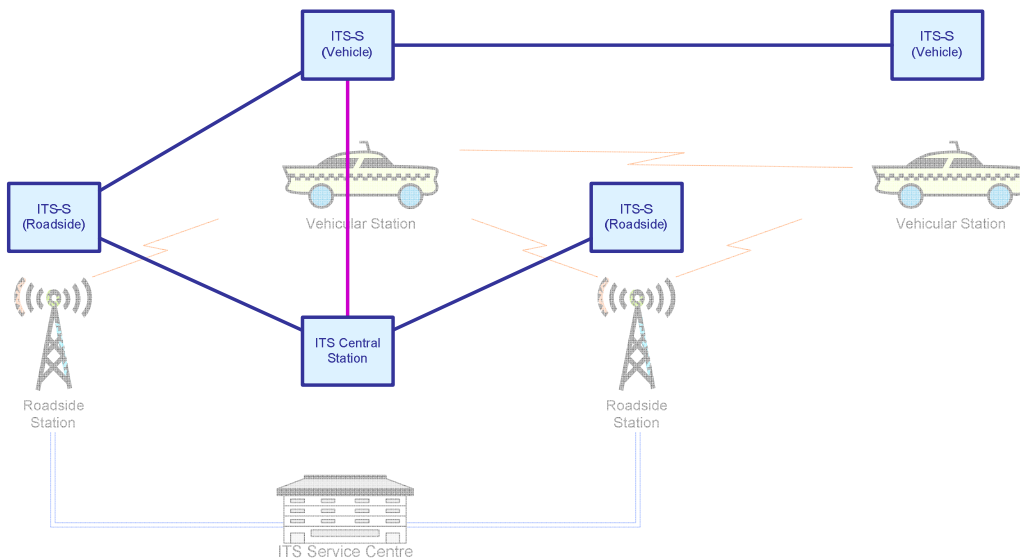 ITS-S
(Vehicle)
ITS-S
(Vehicle)
ITS-S
(Roadside)
Vehicular Station
ITS-S
(Roadside)
Vehicular Station
ITS Central
Station
Roadside
Station
Roadside
Station
ITS Service Centre